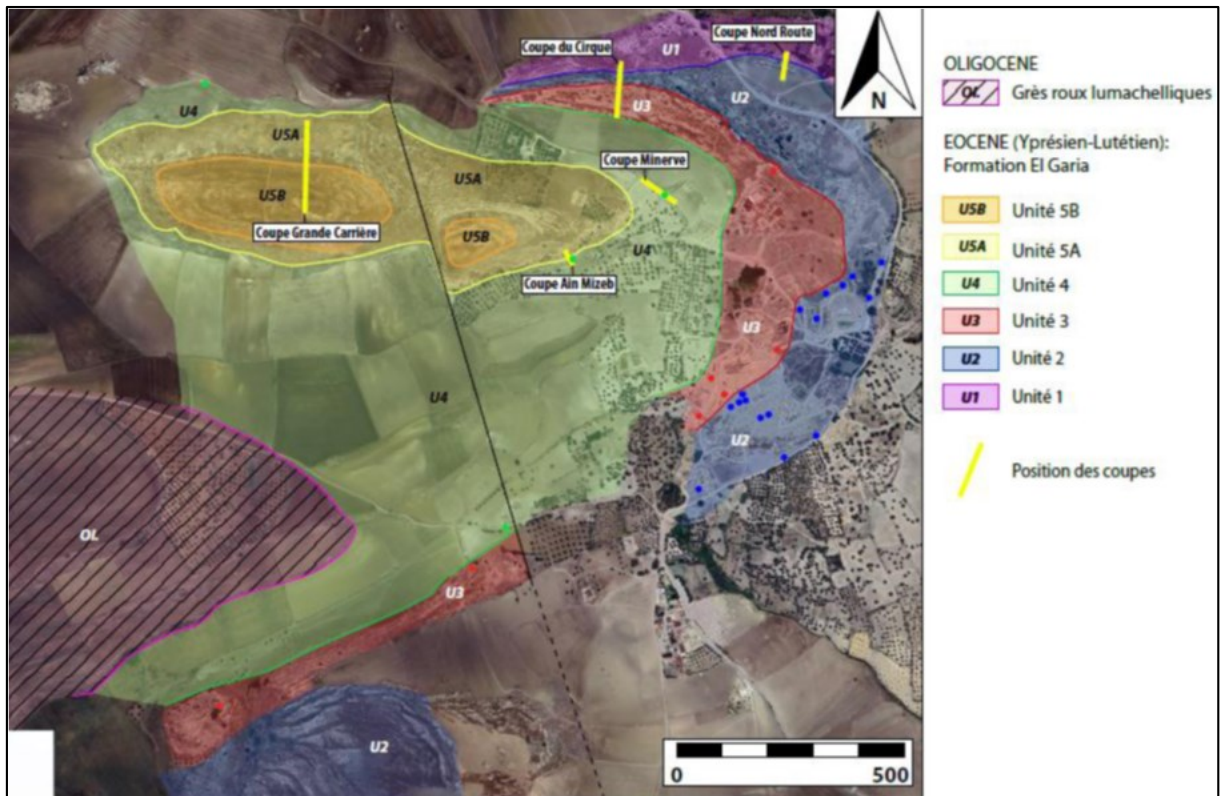 Coupe du Cirque
U1
Coupe Nord Route
N
U4
U3
U2
U5A
Coupe Minerve
U5A
U5B
Coupe Grande Carrière
U5B
U4
Coupe Ain Mizeb
U3
U4
U2
OL
U3
U2
0
500
OLIGOCENE
OL Grès roux lumachelliques
EOCENE (Yprésien-Lutétien):
Formation El Garia
U5B Unité 5B
U5A Unité 5A
U4 Unité 4
U3 Unité 3
U2 Unité 2
U1 Unité 1
Position des coupes